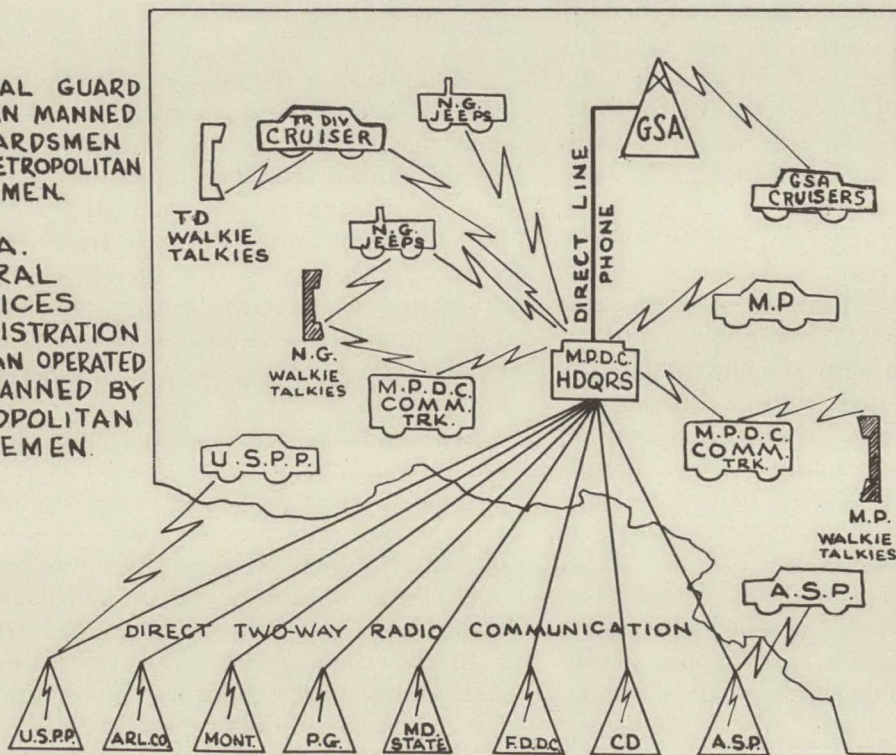 AL GUARD
N MANNED
ARDSMEN
ETROPOLITAN
MEN.
A.
RAL
ICES
ISTRATION
AN OPERATED
ANNED BY
OPOLITAN
EMEN.
TR DIV
CRUISER
N.G.
JEEPS
GSA
GSA
CRUISERS
TD
WALKIE
TALKIES
N.G.
JEEPS
DIRECT LINE
PHONE
M.P
N.G.
WALKIE
TALKIES
M.P.D.C.
COMM.
TRK.
M.P.D.C.
HDQRS
M.P.D.C.
COMM.
TRK.
M.P.
WALKIE
TALKIES
U.S.P.P.
A.S.P.
DIRECT TWO-WAY RADIO COMMUNICATION
U.S.P.P.
ARL.CO.
MONT.
P.G.
MD.
STATE
F.D.D.C.
CD
A.S.P.